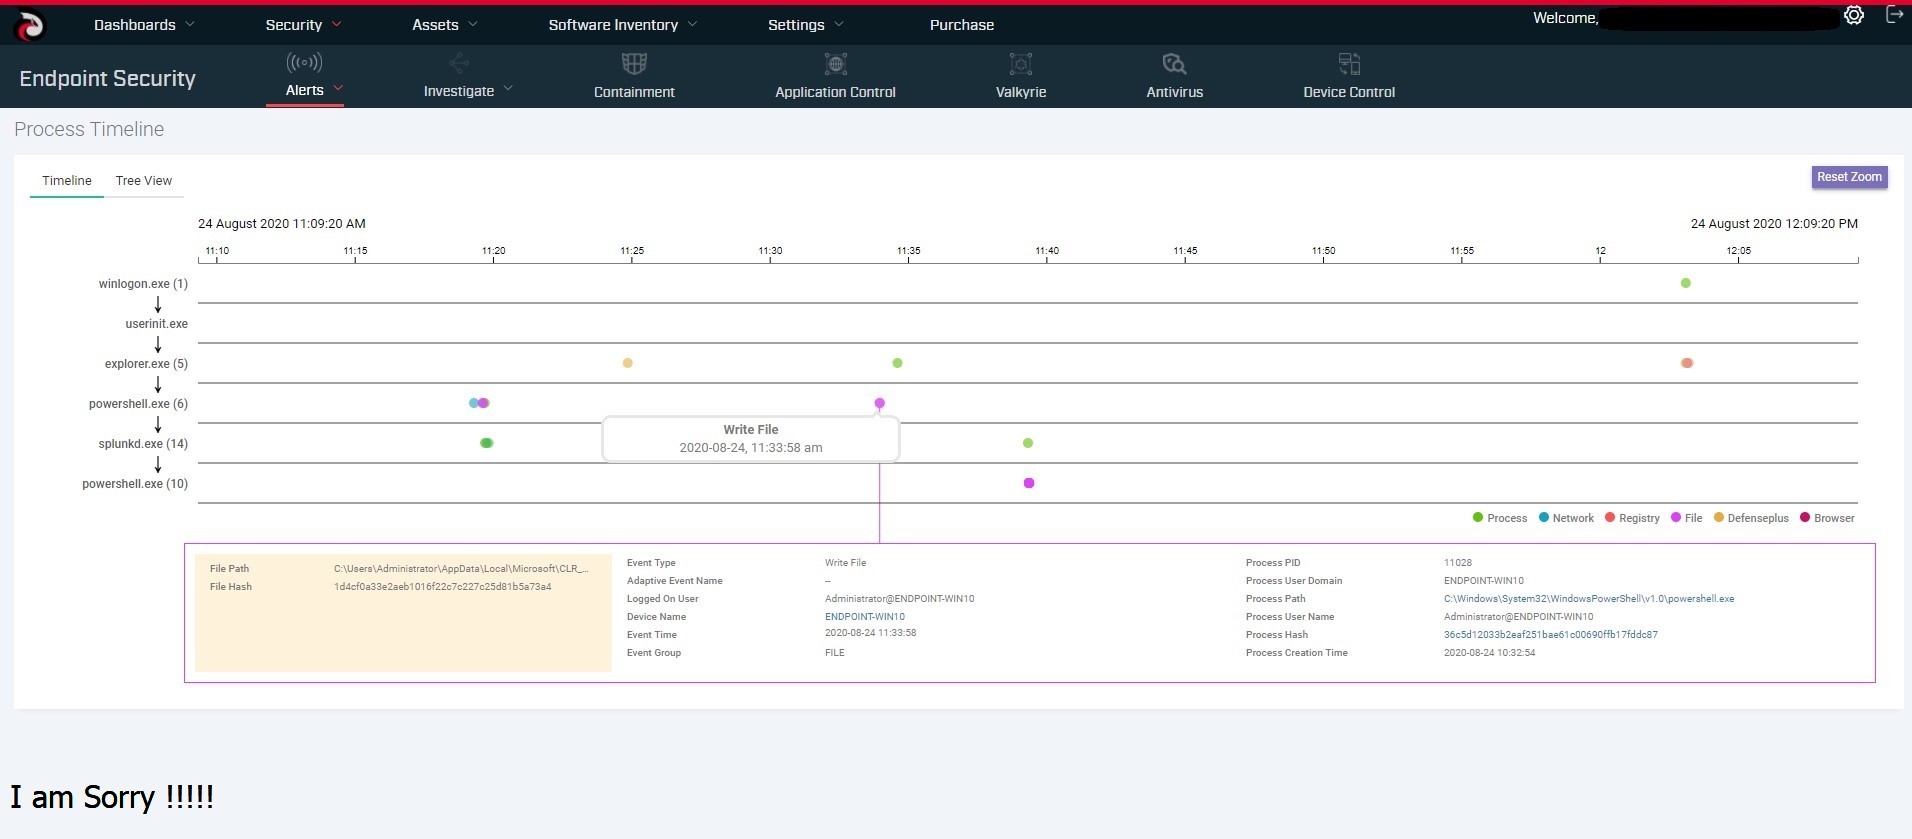 Dashboards Security Assets Software Inventory Settings Purchase Welcome,
Endpoint Security Alerts Investigate Containment Application Control Valkyrie Antivirus Device Control
Process Timeline
Timeline Tree View Reset Zoom
24 August 2020 11:09:20 AM 24 August 2020 12:09:20 PM
11:10 11:15 11:20 11:25 11:30 11:35 11:40 11:45 11:50 11:55 12 12:05
winlogon.exe (1)
userinit.exe
explorer.exe (5)
powershell.exe (6)
Write File
splunkd.exe (14)
2020-08-24, 11:33:58 am
powershell.exe (10)
Process Network Registry File Defenseplus Browser
File Path C:\Users\Administrator\AppData\Local\Microsoft\CLR_...
File Hash 1d4cf0a33e2aeb1016f22c7c227c25d81b5a73a4
Event Type Write File
Adaptive Event Name --
Logged On User Administrator@ENDPOINT-WIN10
Device Name ENDPOINT-WIN10
Event Time 2020-08-24 11:33:58
Event Group FILE
Process PID 11028
Process User Domain ENDPOINT-WIN10
Process Path C:\Windows\System32\WindowsPowerShell\v1.0\powershell.exe
Process User Name Administrator@ENDPOINT-WIN10
Process Hash 36c5d12033b2eaf251bae61c00690ffb17fddc87
Process Creation Time 2020-08-24 10:32:54
I am Sorry !!!!!